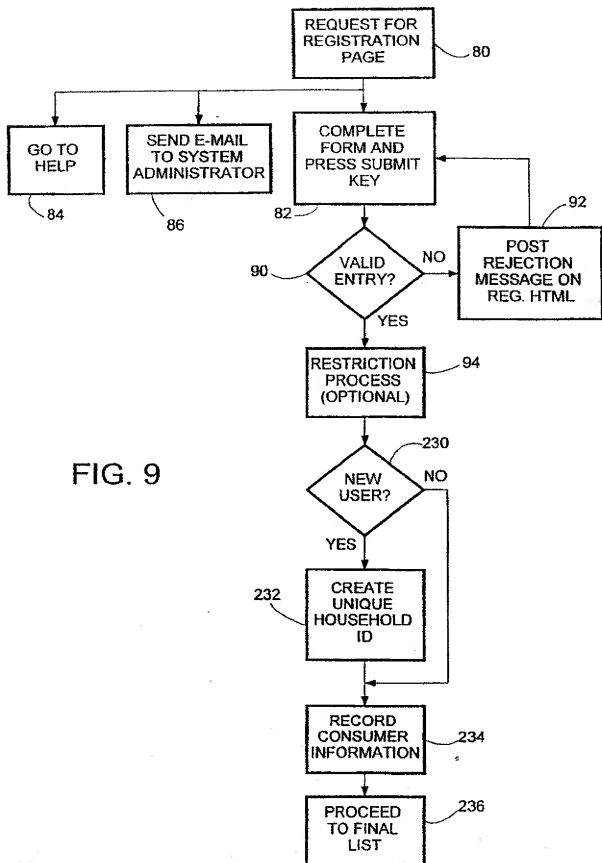 REQUEST FOR
REGISTRATION
PAGE
80
GO TO
HELP
84
SEND E-MAIL
TO SYSTEM
ADMINISTRATOR
86
COMPLETE
FORM AND
PRESS SUBMIT
KEY
82
92
POST
REJECTION
MESSAGE ON
REG. HTML
90
VALID
ENTRY?
NO
YES
RESTRICTION
PROCESS
(OPTIONAL)
94
FIG. 9
230
NEW
USER?
NO
YES
232
CREATE
UNIQUE
HOUSEHOLD
ID
RECORD
CONSUMER
INFORMATION
234
PROCEED
TO FINAL
LIST
236